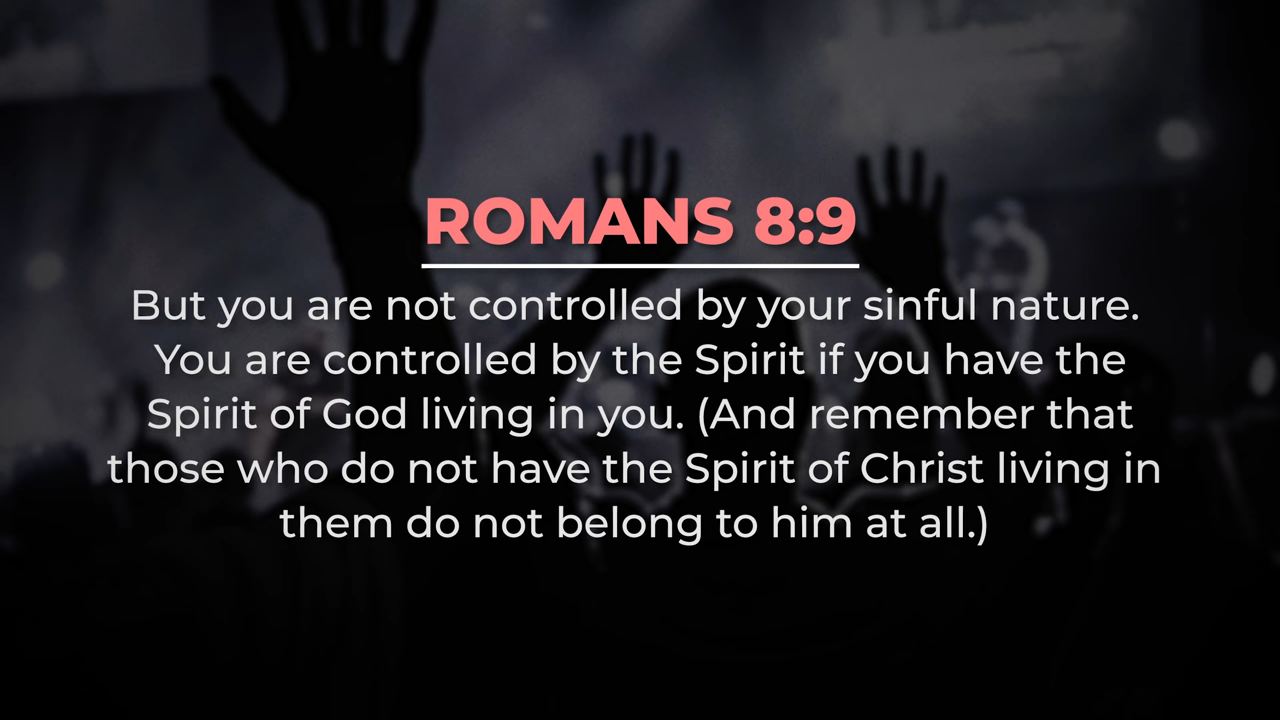 ROMANS 8:9
But you are not controlled by your sinful nature.
You are controlled by the Spirit if you have the
Spirit of God living in you. (And remember that
those who do not have the Spirit of Christ living in
them do not belong to him at all.)